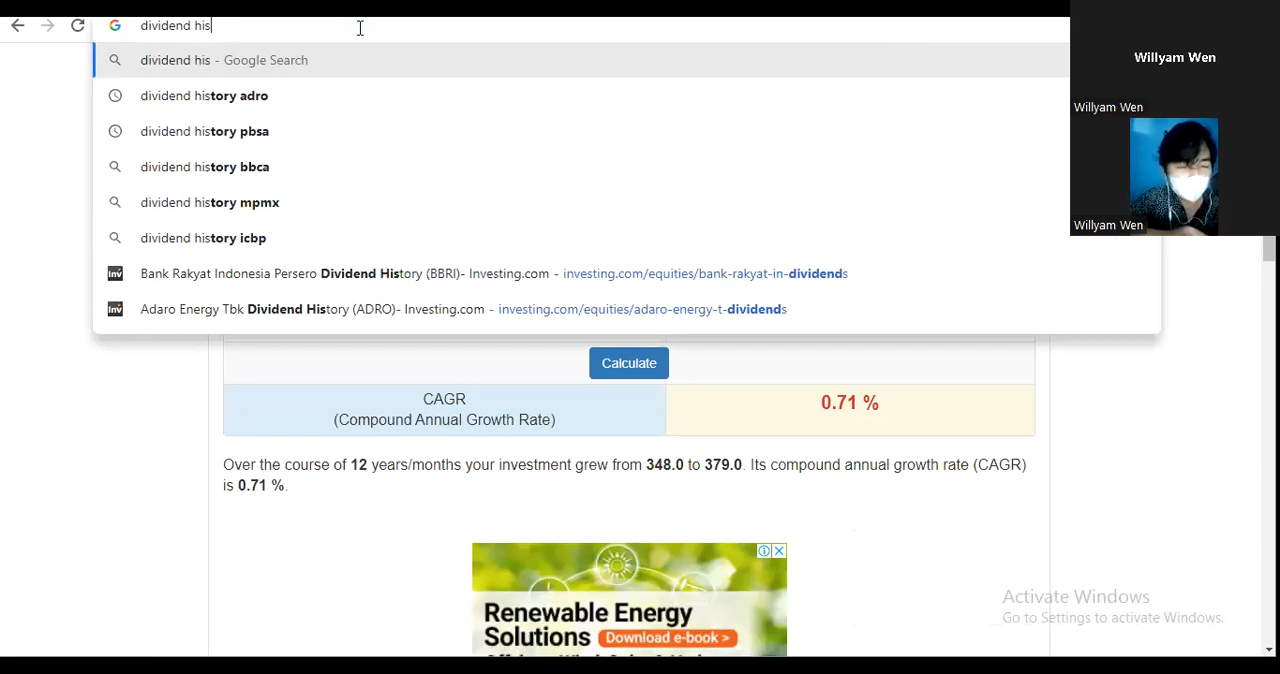 dividend his
dividend his - Google Search
dividend history adro
dividend history pbsa
dividend history bbca
dividend history mpmx
dividend history icbp
Bank Rakyat Indonesia Persero Dividend History (BBRI)- Investing.com - investing.com/equities/bank-rakyat-in-dividends
Adaro Energy Tbk Dividend History (ADRO)- Investing.com - investing.com/equities/adaro-energy-t-dividends
Willyam Wen
Willyam Wen
Willyam Wen
Calculate
CAGR
(Compound Annual Growth Rate)
0.71 %
Over the course of 12 years/months your investment grew from 348.0 to 379.0. Its compound annual growth rate (CAGR)
is 0.71 %.
Renewable Energy
Solutions Download e-book >
Activate Windows
Go to Settings to activate Windows.